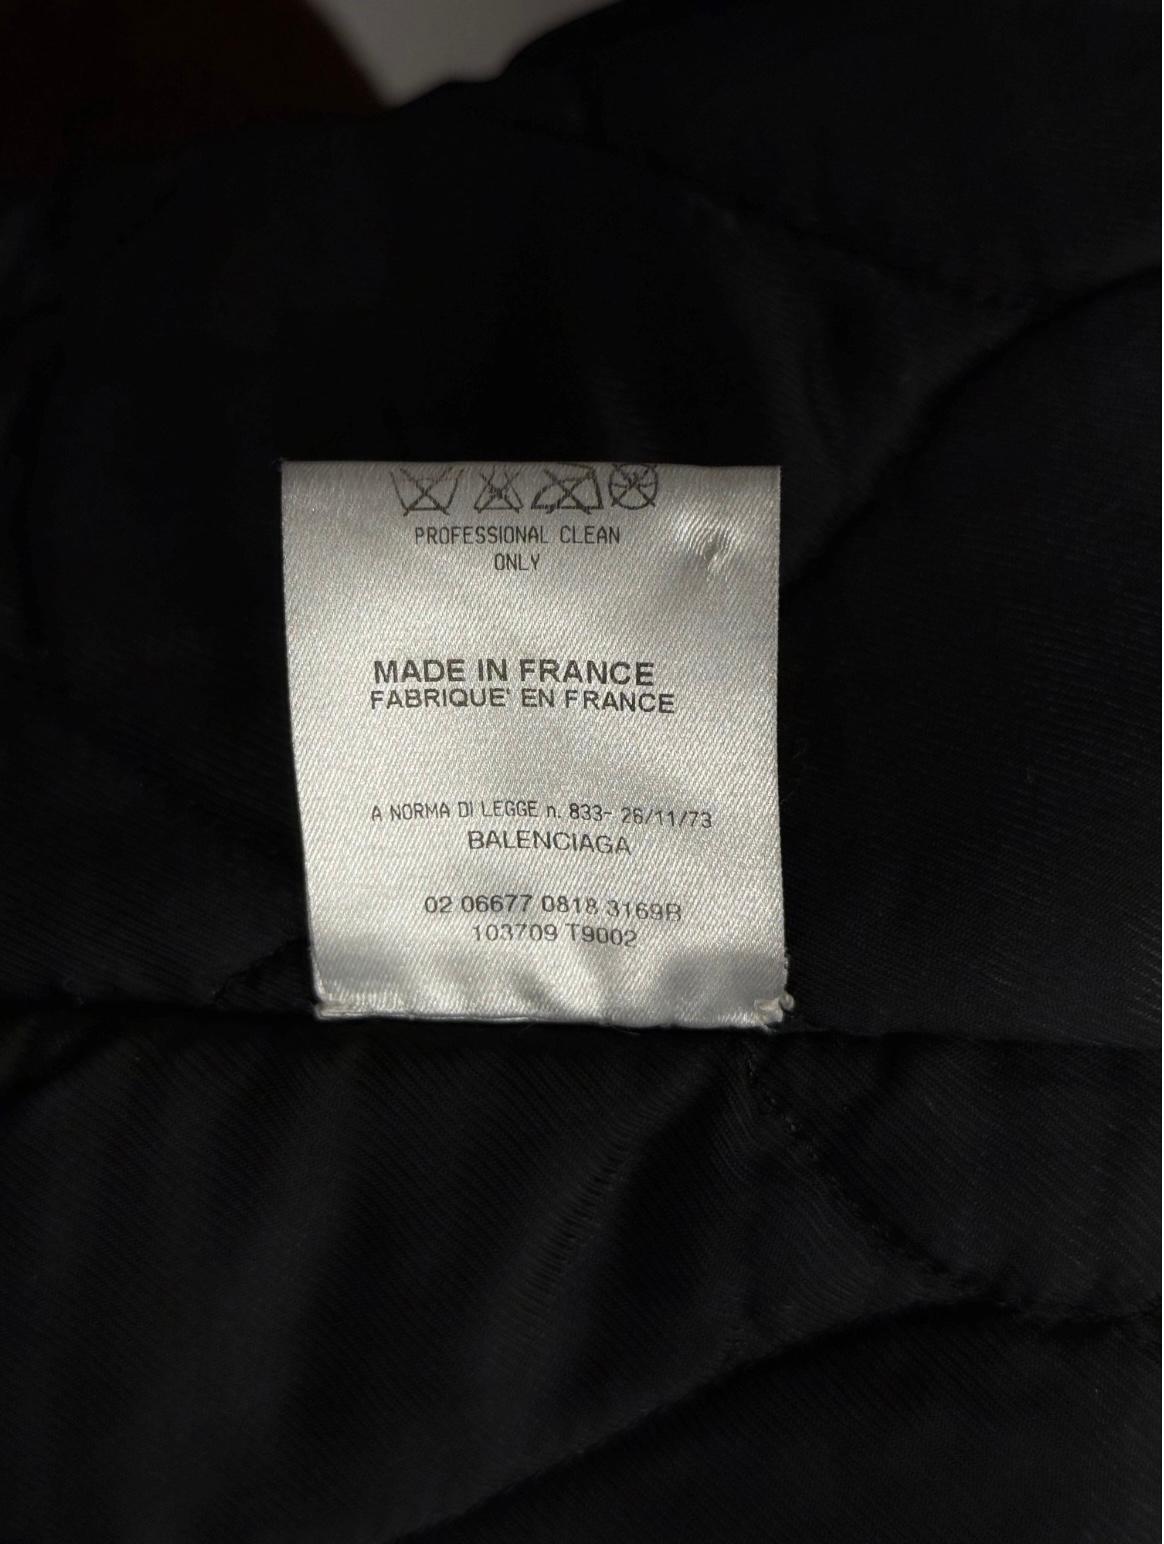 PROFESSIONAL CLEAN
ONLY
MADE IN FRANCE
FABRIQUE' EN FRANCE
A NORMA DI LEGGE n. 833- 26/11/73
BALENCIAGA
02 06677 0818 3169R
103709 T9002